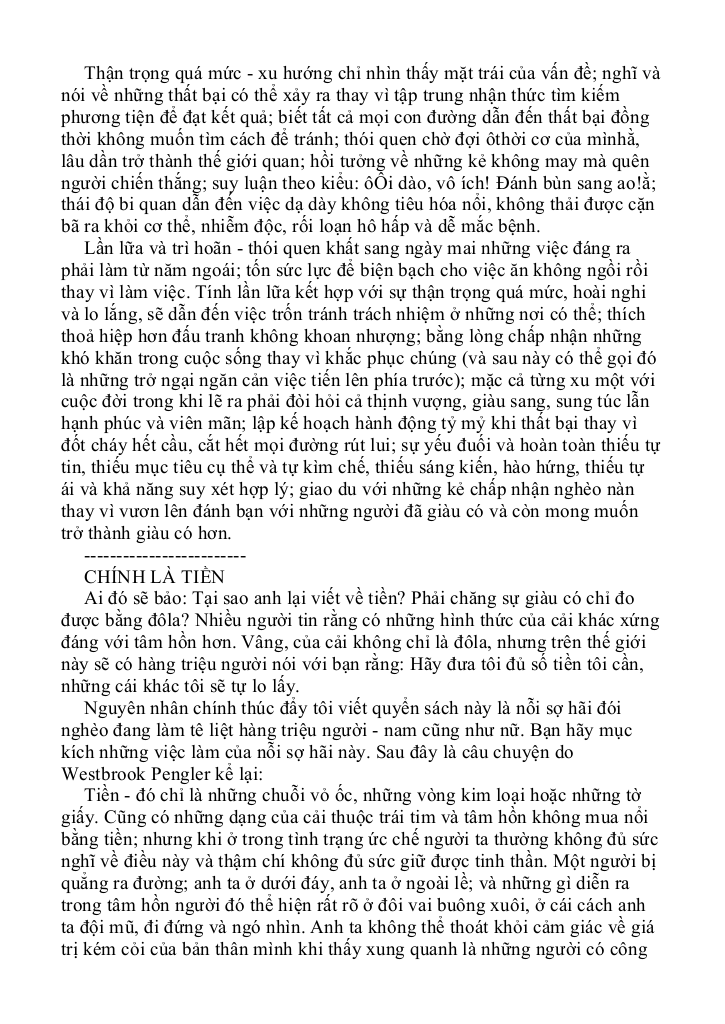 Thận trọng quá mức - xu hướng chỉ nhìn thấy mặt trái của vấn đề; nghĩ và
nói về những thất bại có thể xảy ra thay vì tập trung nhận thức tìm kiếm
phương tiện để đạt kết quả; biết tất cả mọi con đường dẫn đến thất bại đồng
thời không muốn tìm cách để tránh; thói quen chờ đợi ôthời cơ của mìnhằ,
lâu dần trở thành thế giới quan; hồi tưởng về những kẻ không may mà quên
người chiến thắng; suy luận theo kiểu: ôÔi dào, vô ích! Đánh bùn sang ao!ằ;
thái độ bi quan dẫn đến việc dạ dày không tiêu hóa nổi, không thải được cặn
bã ra khỏi cơ thể, nhiễm độc, rối loạn hô hấp và dễ mắc bệnh.
Lần lữa và trì hoãn - thói quen khất sang ngày mai những việc đáng ra
phải làm từ năm ngoái; tốn sức lực để biện bạch cho việc ăn không ngồi rồi
thay vì làm việc. Tính lần lữa kết hợp với sự thận trọng quá mức, hoài nghi
và lo lắng, sẽ dẫn đến việc trốn tránh trách nhiệm ở những nơi có thể; thích
thoả hiệp hơn đấu tranh không khoan nhượng; bằng lòng chấp nhận những
khó khăn trong cuộc sống thay vì khắc phục chúng (và sau này có thể gọi đó
là những trở ngại ngăn cản việc tiến lên phía trước); mặc cả từng xu một với
cuộc đời trong khi lẽ ra phải đòi hỏi cả thịnh vượng, giàu sang, sung túc lẫn
hạnh phúc và viên mãn; lập kế hoạch hành động tỷ mỷ khi thất bại thay vì
đốt cháy hết cầu, cắt hết mọi đường rút lui; sự yếu đuối và hoàn toàn thiếu tự
tin, thiếu mục tiêu cụ thể và tự kìm chế, thiếu sáng kiến, hào hứng, thiếu tự
ái và khả năng suy xét hợp lý; giao du với những kẻ chấp nhận nghèo nàn
thay vì vươn lên đánh bạn với những người đã giàu có và còn mong muốn
trở thành giàu có hơn.
-------------------------
CHÍNH LÀ TIỀN
Ai đó sẽ bảo: Tại sao anh lại viết về tiền? Phải chăng sự giàu có chỉ đo
được bằng đôla? Nhiều người tin rằng có những hình thức của cải khác xứng
đáng với tâm hồn hơn. Vâng, của cải không chỉ là đôla, nhưng trên thế giới
này sẽ có hàng triệu người nói với bạn rằng: Hãy đưa tôi đủ số tiền tôi cần,
những cái khác tôi sẽ tự lo lấy.
Nguyên nhân chính thúc đẩy tôi viết quyển sách này là nỗi sợ hãi đói
nghèo đang làm tê liệt hàng triệu người - nam cũng như nữ. Bạn hãy mục
kích những việc làm của nỗi sợ hãi này. Sau đây là câu chuyện do
Westbrook Pengler kể lại:
Tiền - đó chỉ là những chuỗi vỏ ốc, những vòng kim loại hoặc những tờ
giấy. Cũng có những dạng của cải thuộc trái tim và tâm hồn không mua nổi
bằng tiền; nhưng khi ở trong tình trạng ức chế người ta thường không đủ sức
nghĩ về điều này và thậm chí không đủ sức giữ được tinh thần. Một người bị
quẳng ra đường; anh ta ở dưới đáy, anh ta ở ngoài lề; và những gì diễn ra
trong tâm hồn người đó thể hiện rất rõ ở đôi vai buông xuôi, ở cái cách anh
ta đội mũ, đi đứng và ngó nhìn. Anh ta không thể thoát khỏi cảm giác về giá
trị kém cỏi của bản thân mình khi thấy xung quanh là những người có công